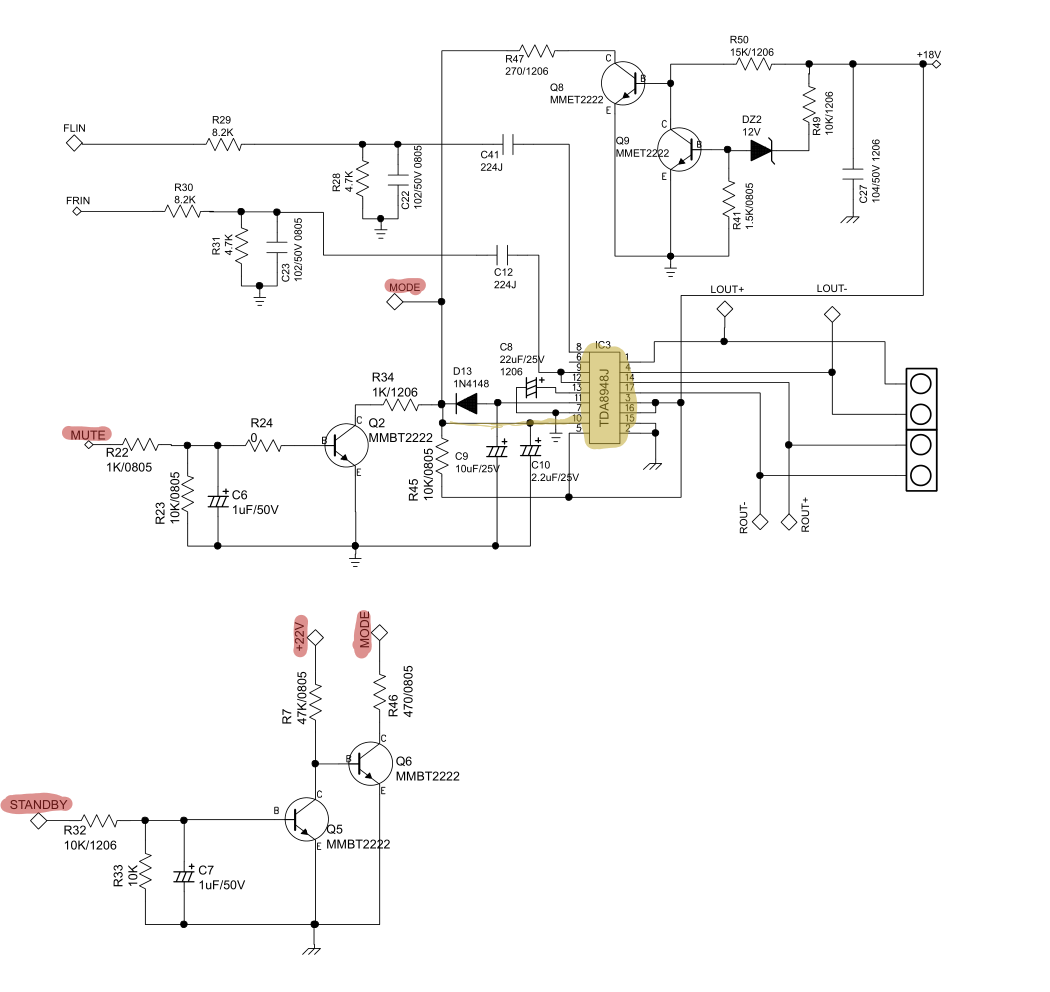 R50
15K/1206
+18V
R47
270/1206
C
B
E
Q8
MMET2222
R49
10K/1206
C27
104/50V 1206
DZ2
12V
Q9
MMET2222
C
B
E
R41
1.5K/0805
FLIN
R29
8.2K
R28
4.7K
C22
102/50V 0805
C41
224J
FRIN
R30
8.2K
R31
4.7K
C23
102/50V 0805
C12
224J
MODE
LOUT+
LOUT-
C8
22uF/25V
1206
+
IC3
TDA8948J
8
6
9
12
13
11
7
10
5
1
4
14
17
3
16
15
2
D13
1N4148
R34
1K/1206
C
B
E
Q2
MMBT2222
MUTE
R22
1K/0805
R24
0
R23
10K/0805
+
C6
1uF/50V
R45
10K/0805
C9
+
10uF/25V
+
C10
2.2uF/25V
ROUT-
ROUT+
+22V
MODE
R7
47K/0805
R46
470/0805
C
B
E
Q6
MMBT2222
STANDBY
R32
10K/1206
B
C
E
Q5
MMBT2222
R33
10K
+
C7
1uF/50V